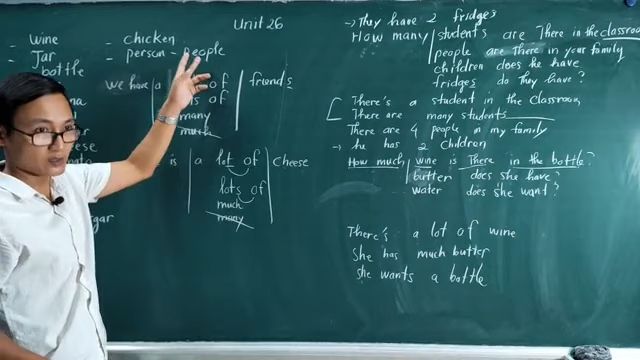 Unit 26
- wine
- Jar
bottle
- chicken
- person - people
we have | a of | friends
of
many
much
is | a lot of | Cheese
lots of
much
many
→ They have 2 fridges
How many | students are There in the classroom
people are there in your family
children does he have
fridges do they have?
There's a student in the Classroom
There are many students
There are 4 people in my family
→ he has 2 children
How much | wine is There in the bottle?
butter does she have?
water does she want?
There's a lot of wine
She has much butter
she wants a bottle